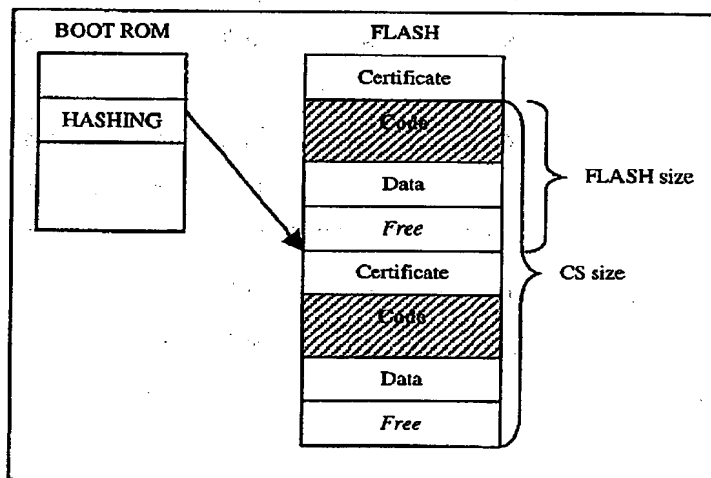 BOOT ROM
FLASH
Certificate
HASHING
Code
Data
FLASH size
Free
Certificate
CS size
Code
Data
Free